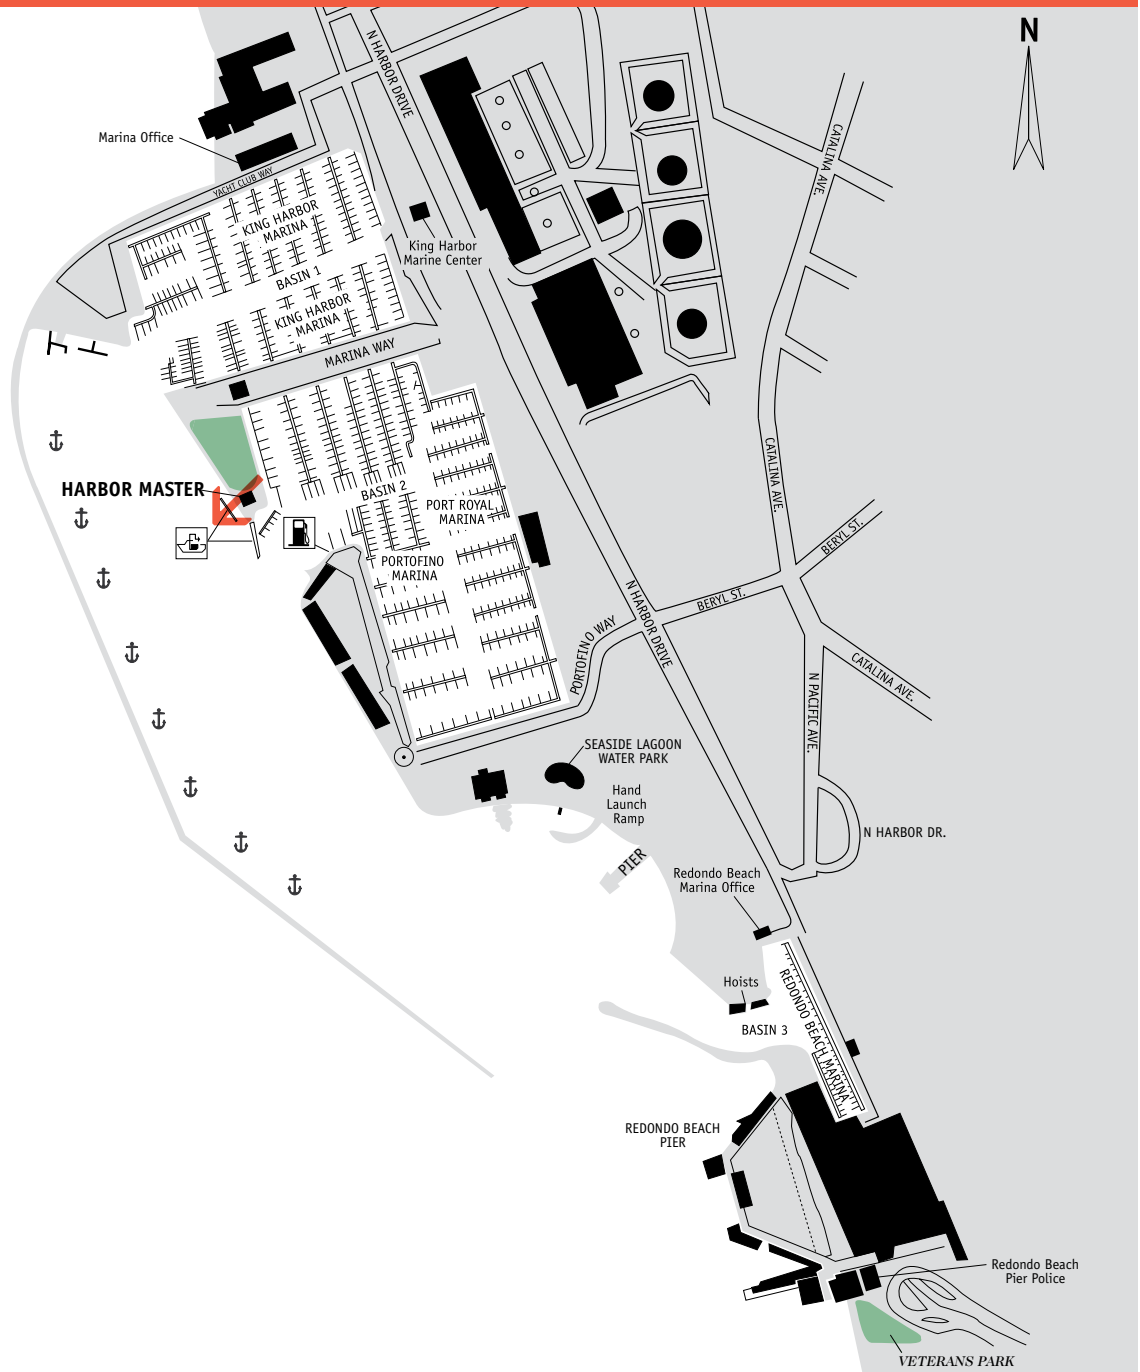 N
N HARBOR DRIVE
Marina Office
CATALINA AVE.
YACHT CLUB WAY
KING HARBOR
MARINA
King Harbor
Marine Center
BASIN 1
KING HARBOR
MARINA
MARINA WAY
CATALINA AVE.
HARBOR MASTER
BASIN 2
PORT ROYAL
MARINA
BERYL ST.
PORTOFINO
MARINA
BERYL ST.
N HARBOR DRIVE
PORTOFINO WAY
CATALINA AVE.
N PACIFIC AVE.
SEASIDE LAGOON
WATER PARK
Hand
Launch
Ramp
N HARBOR DR.
PIER
Redondo Beach
Marina Office
Hoists
REDONDO BEACH MARINA
BASIN 3
REDONDO BEACH
PIER
Redondo Beach
Pier Police
VETERANS PARK